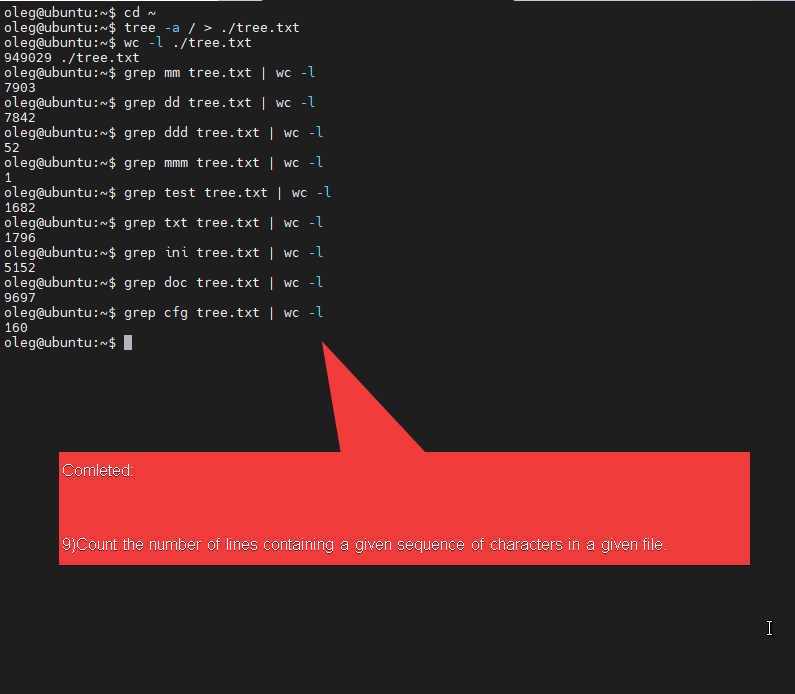 oleg@ubuntu:~$ cd ~
oleg@ubuntu:~$ tree -a / > ./tree.txt
oleg@ubuntu:~$ wc -l ./tree.txt
949029 ./tree.txt
oleg@ubuntu:~$ grep mm tree.txt | wc -l
7903
oleg@ubuntu:~$ grep dd tree.txt | wc -l
7842
oleg@ubuntu:~$ grep ddd tree.txt | wc -l
52
oleg@ubuntu:~$ grep mmm tree.txt | wc -l
1
oleg@ubuntu:~$ grep test tree.txt | wc -l
1682
oleg@ubuntu:~$ grep txt tree.txt | wc -l
1796
oleg@ubuntu:~$ grep ini tree.txt | wc -l
5152
oleg@ubuntu:~$ grep doc tree.txt | wc -l
9697
oleg@ubuntu:~$ grep cfg tree.txt | wc -l
160
oleg@ubuntu:~$
Comleted:
9)Count the number of lines containing a given sequence of characters in a given file.